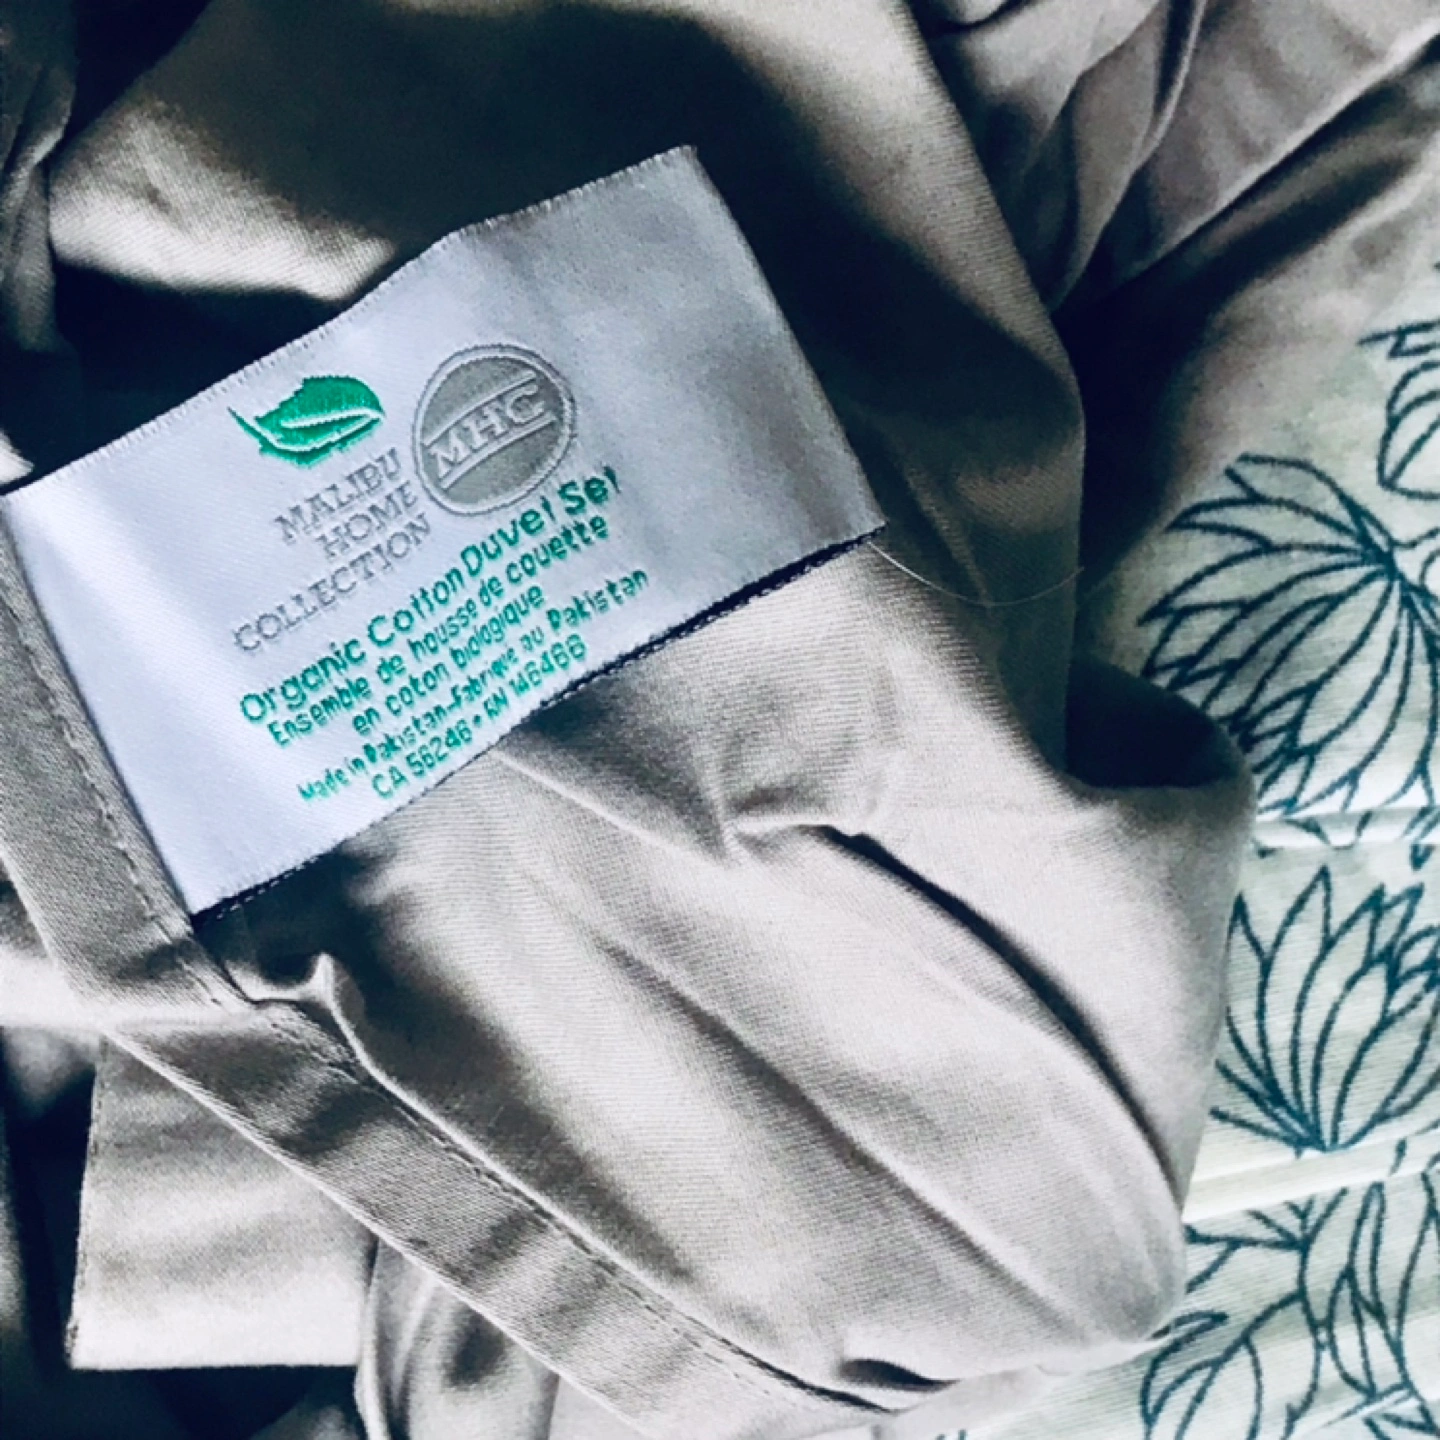 MALIBU
HOME
COLLECTION
MHC
Organic Cotton Duvet Set
Ensemble de housse de couette
en coton biologique
Made in Pakistan-Fabriqué au Pakistan
CA 56246 • RN 146466